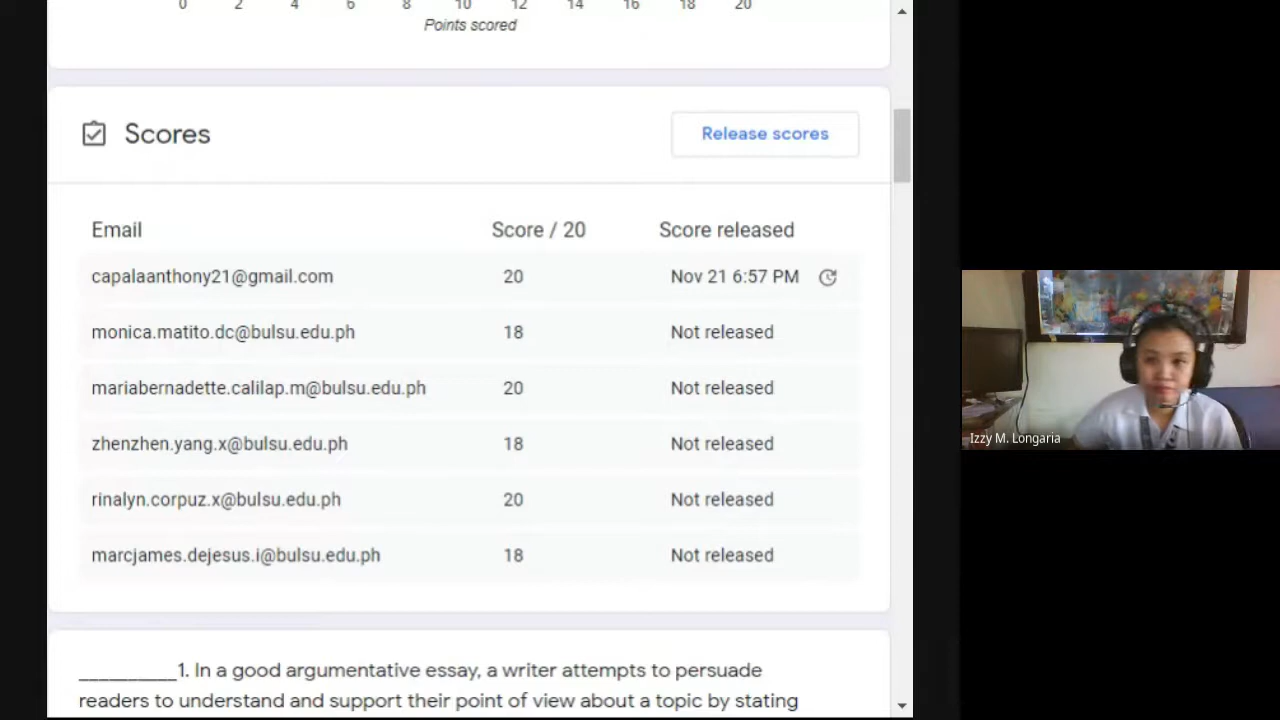 0 2 4 6 8 10 12 14 16 18 20
Points scored
Scores
Release scores
Email Score / 20 Score released
capalaanthony21@gmail.com 20 Nov 21 6:57 PM
monica.matito.dc@bulsu.edu.ph 18 Not released
mariabernadette.calilap.m@bulsu.edu.ph 20 Not released
zhenzhen.yang.x@bulsu.edu.ph 18 Not released
rinalyn.corpuz.x@bulsu.edu.ph 20 Not released
marcjames.dejesus.i@bulsu.edu.ph 18 Not released
__________1. In a good argumentative essay, a writer attempts to persuade
readers to understand and support their point of view about a topic by stating
Izzy M. Longaria